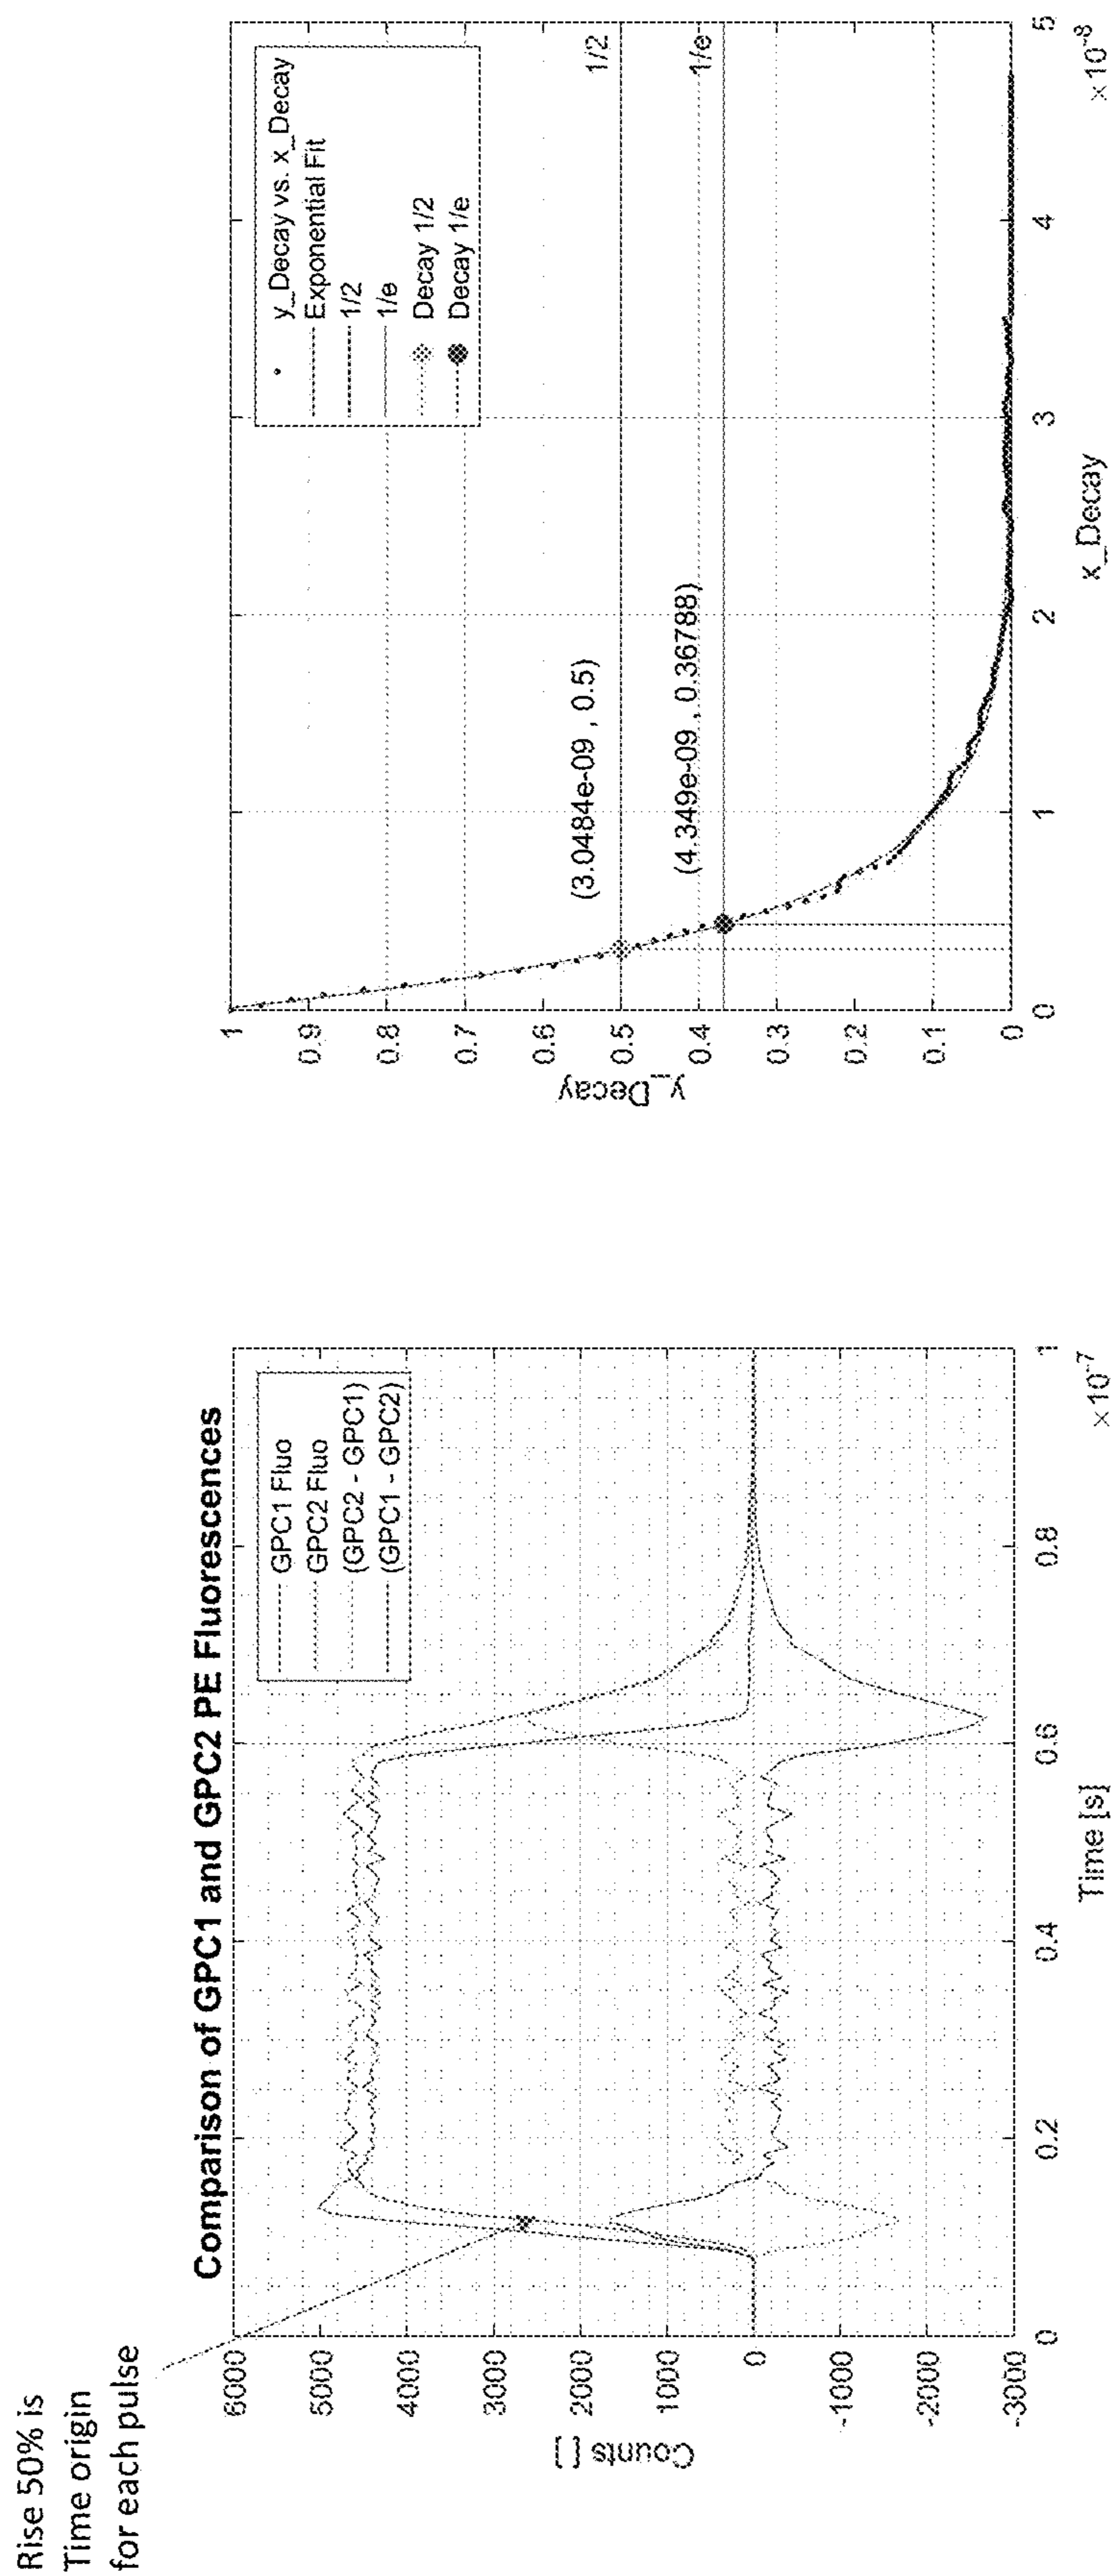 Rise 50% is
Time origin
for each pulse
Comparison of GPC1 and GPC2 PE Fluorescences
GPC1 Fluo
GPC2 Fluo
(GPC2 - GPC1)
(GPC1 - GPC2)
6000
5000
4000
3000
2000
1000
0
-1000
-2000
-3000
Counts [ ]
0
0.2
0.4
0.6
0.8
1
×10⁻⁷
Time [s]
y_Decay vs. x_Decay
Exponential Fit
1/2
1/e
Decay 1/2
Decay 1/e
1/2
1/e
(3.0484e-09 , 0.5)
(4.349e-09 , 0.36788)
1
0.9
0.8
0.7
0.6
0.5
0.4
0.3
0.2
0.1
0
y_Decay
0
1
2
3
4
5
×10⁻⁸
x_Decay